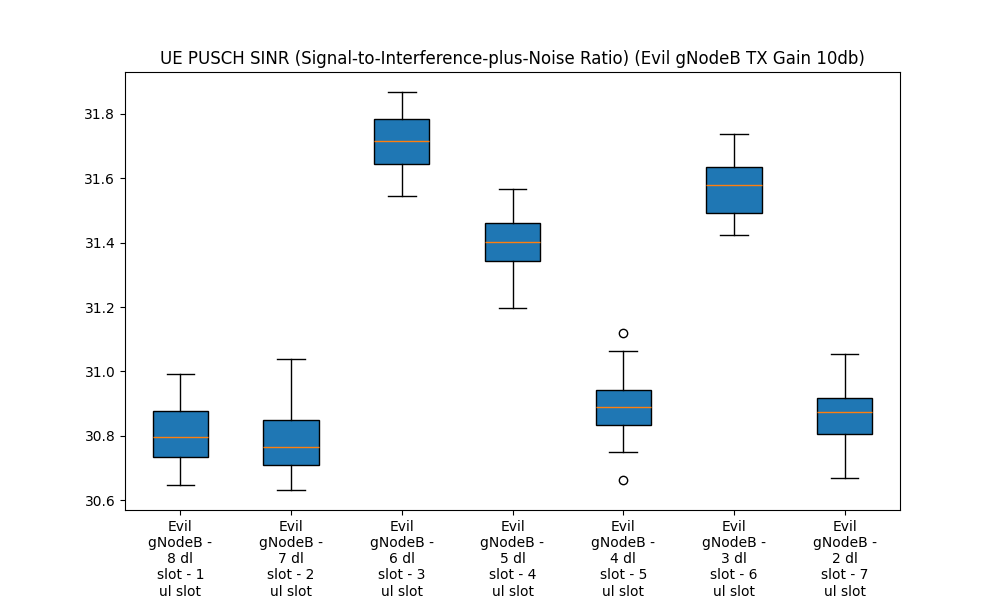 UE PUSCH SINR (Signal-to-Interference-plus-Noise Ratio) (Evil gNodeB TX Gain 10db)
31.8
31.6
31.4
31.2
31.0
30.8
30.6
Evil
gNodeB -
8 dl
slot - 1
ul slot
Evil
gNodeB -
7 dl
slot - 2
ul slot
Evil
gNodeB -
6 dl
slot - 3
ul slot
Evil
gNodeB -
5 dl
slot - 4
ul slot
Evil
gNodeB -
4 dl
slot - 5
ul slot
Evil
gNodeB -
3 dl
slot - 6
ul slot
Evil
gNodeB -
2 dl
slot - 7
ul slot